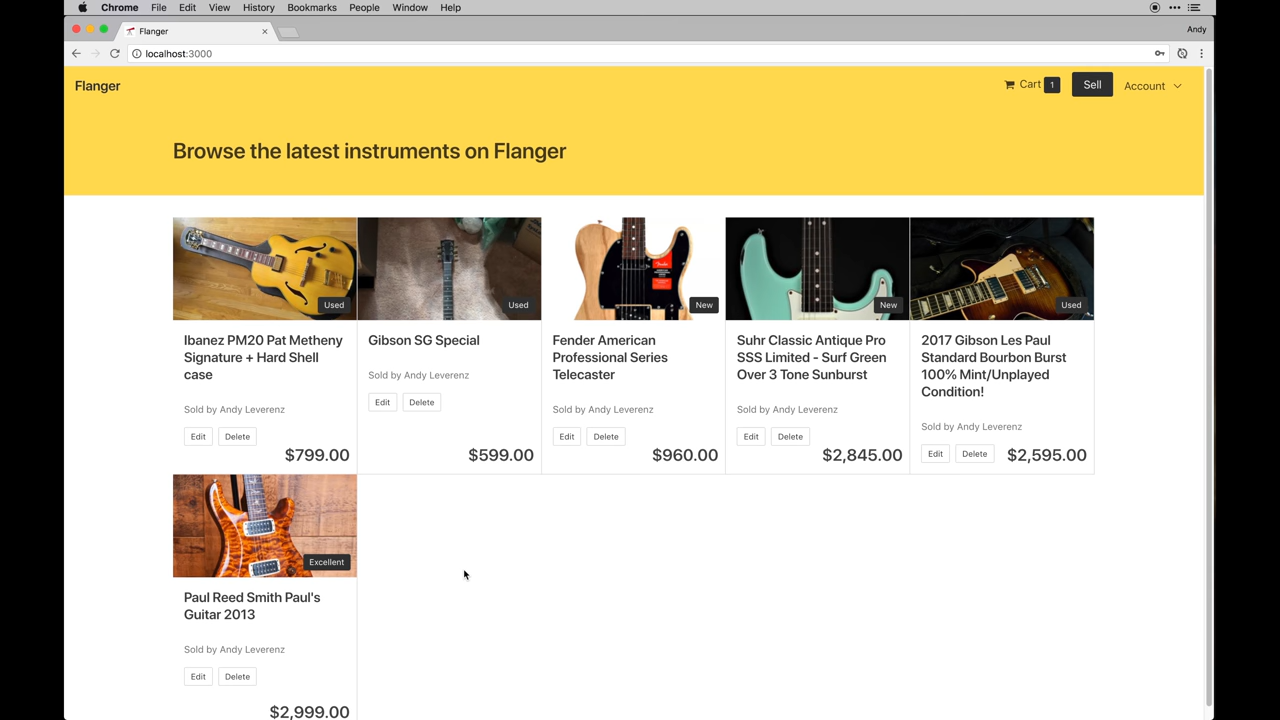 Chrome File Edit View History Bookmarks People Window Help
Flanger
Andy
localhost:3000
Flanger
Cart 1 Sell Account
Browse the latest instruments on Flanger
Used
Used
New
New
Used
Ibanez PM20 Pat Metheny
Signature + Hard Shell
case
Sold by Andy Leverenz
Edit Delete
$799.00
Gibson SG Special
Sold by Andy Leverenz
Edit Delete
$599.00
Fender American
Professional Series
Telecaster
Sold by Andy Leverenz
Edit Delete
$960.00
Suhr Classic Antique Pro
SSS Limited - Surf Green
Over 3 Tone Sunburst
Sold by Andy Leverenz
Edit Delete
$2,845.00
2017 Gibson Les Paul
Standard Bourbon Burst
100% Mint/Unplayed
Condition!
Sold by Andy Leverenz
Edit Delete
$2,595.00
Excellent
Paul Reed Smith Paul's
Guitar 2013
Sold by Andy Leverenz
Edit Delete
$2,999.00